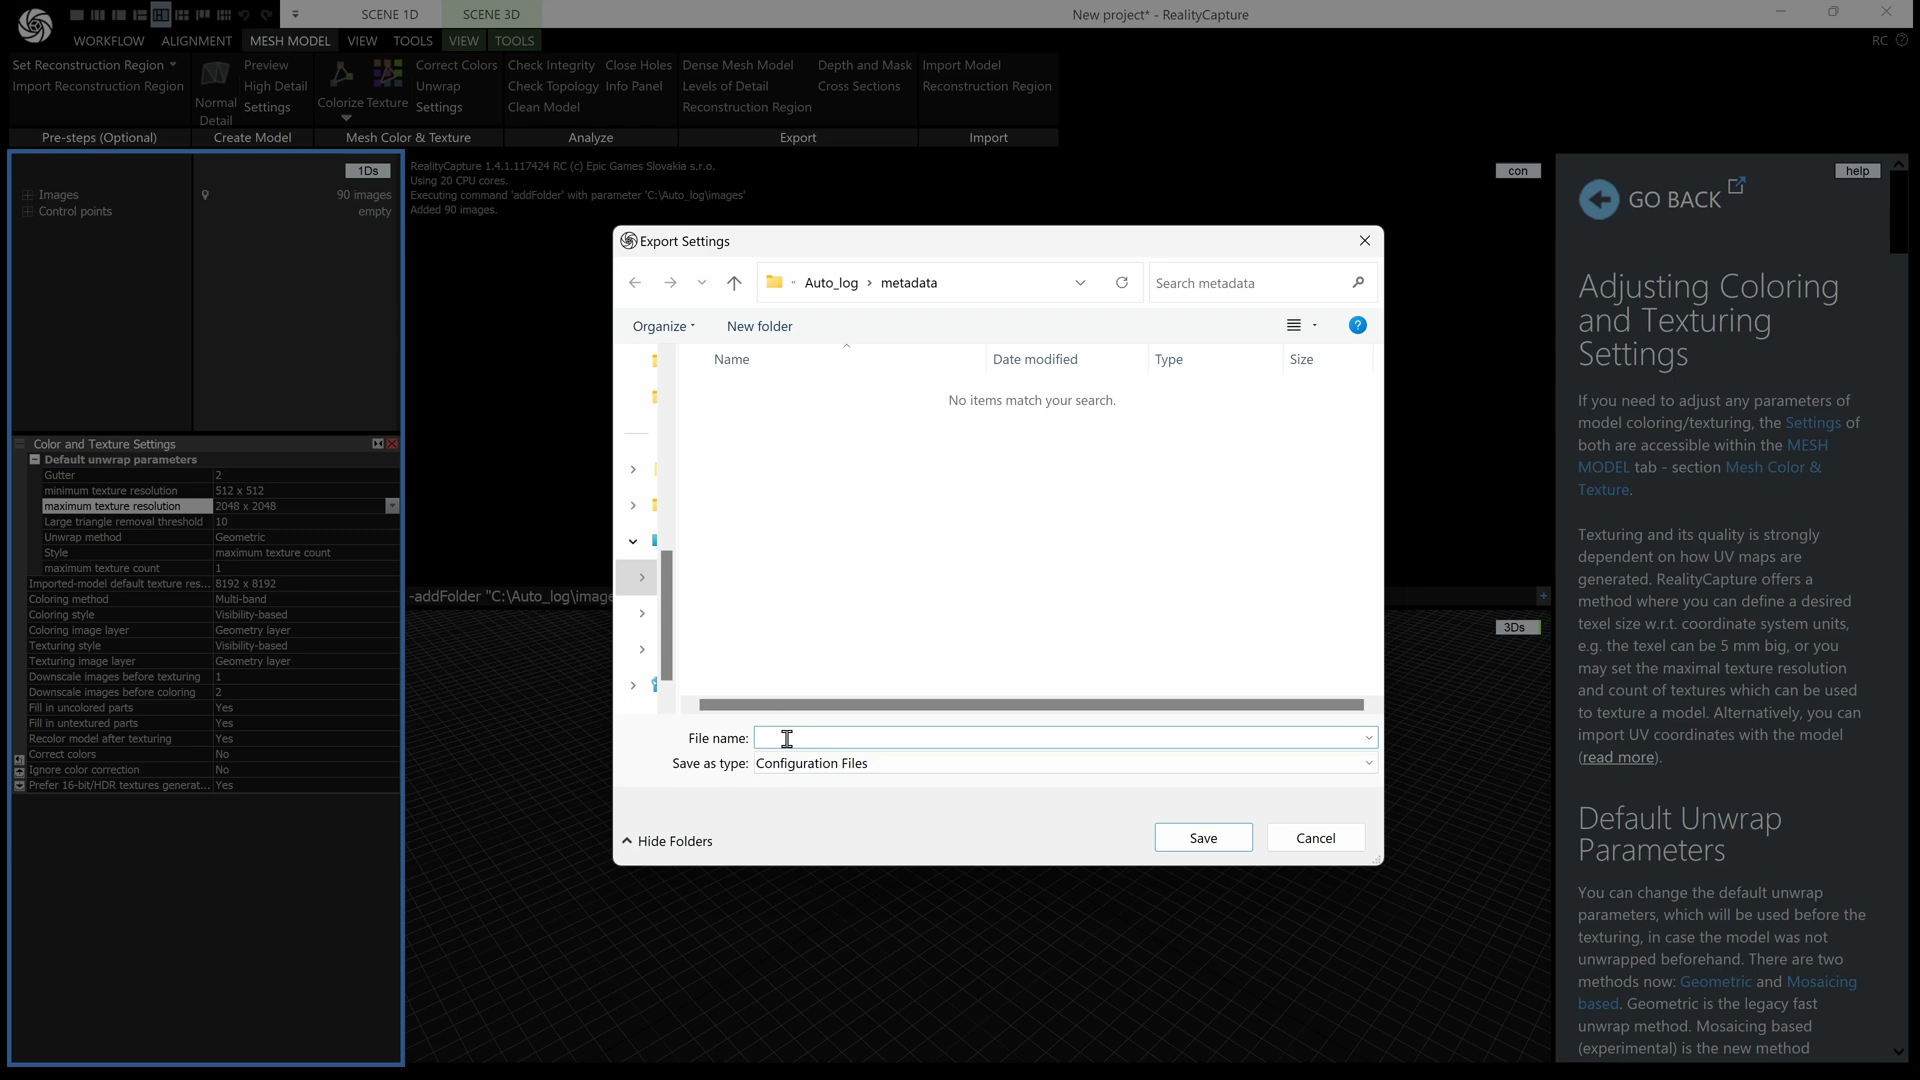 SCENE 1D
SCENE 3D
New project* - RealityCapture
WORKFLOW
ALIGNMENT
MESH MODEL
VIEW
TOOLS
VIEW
TOOLS
RC
Set Reconstruction Region
Import Reconstruction Region
Pre-steps (Optional)
Normal
Detail
Preview
High Detail
Settings
Create Model
Colorize
Texture
Correct Colors
Unwrap
Settings
Mesh Color & Texture
Check Integrity
Close Holes
Check Topology
Info Panel
Clean Model
Analyze
Dense Mesh Model
Depth and Mask
Levels of Detail
Cross Sections
Reconstruction Region
Export
Import Model
Reconstruction Region
Import
1Ds
Images
90 images
Control points
empty
RealityCapture 1.4.1.117424 RC (c) Epic Games Slovakia s.r.o.
Using 20 CPU cores.
Executing command 'addFolder' with parameter 'C:\Auto_log\images'
Added 90 images.
con
-addFolder "C:\Auto_log\image
3Ds
Color and Texture Settings
Default unwrap parameters
Gutter 2
minimum texture resolution 512 x 512
maximum texture resolution 2048 x 2048
Large triangle removal threshold 10
Unwrap method Geometric
Style maximum texture count
maximum texture count 1
Imported-model default texture res... 8192 x 8192
Coloring method Multi-band
Coloring style Visibility-based
Coloring image layer Geometry layer
Texturing style Visibility-based
Texturing image layer Geometry layer
Downscale images before texturing 1
Downscale images before coloring 2
Fill in uncolored parts Yes
Fill in untextured parts Yes
Recolor model after texturing Yes
Correct colors No
Ignore color correction No
Prefer 16-bit/HDR textures generat... Yes
Export Settings
« Auto_log › metadata
Search metadata
Organize
New folder
Name
Date modified
Type
Size
No items match your search.
File name:
Save as type: Configuration Files
Hide Folders
Save
Cancel
help
GO BACK
Adjusting Coloring
and Texturing
Settings
If you need to adjust any parameters of
model coloring/texturing, the Settings of
both are accessible within the MESH
MODEL tab - section Mesh Color &
Texture.
Texturing and its quality is strongly
dependent on how UV maps are
generated. RealityCapture offers a
method where you can define a desired
texel size w.r.t. coordinate system units,
e.g. the texel can be 5 mm big, or you
may set the maximal texture resolution
and count of textures which can be used
to texture a model. Alternatively, you can
import UV coordinates with the model
(read more).
Default Unwrap
Parameters
You can change the default unwrap
parameters, which will be used before the
texturing, in case the model was not
unwrapped beforehand. There are two
methods now: Geometric and Mosaicing
based. Geometric is the legacy fast
unwrap method. Mosaicing based
(experimental) is the new method